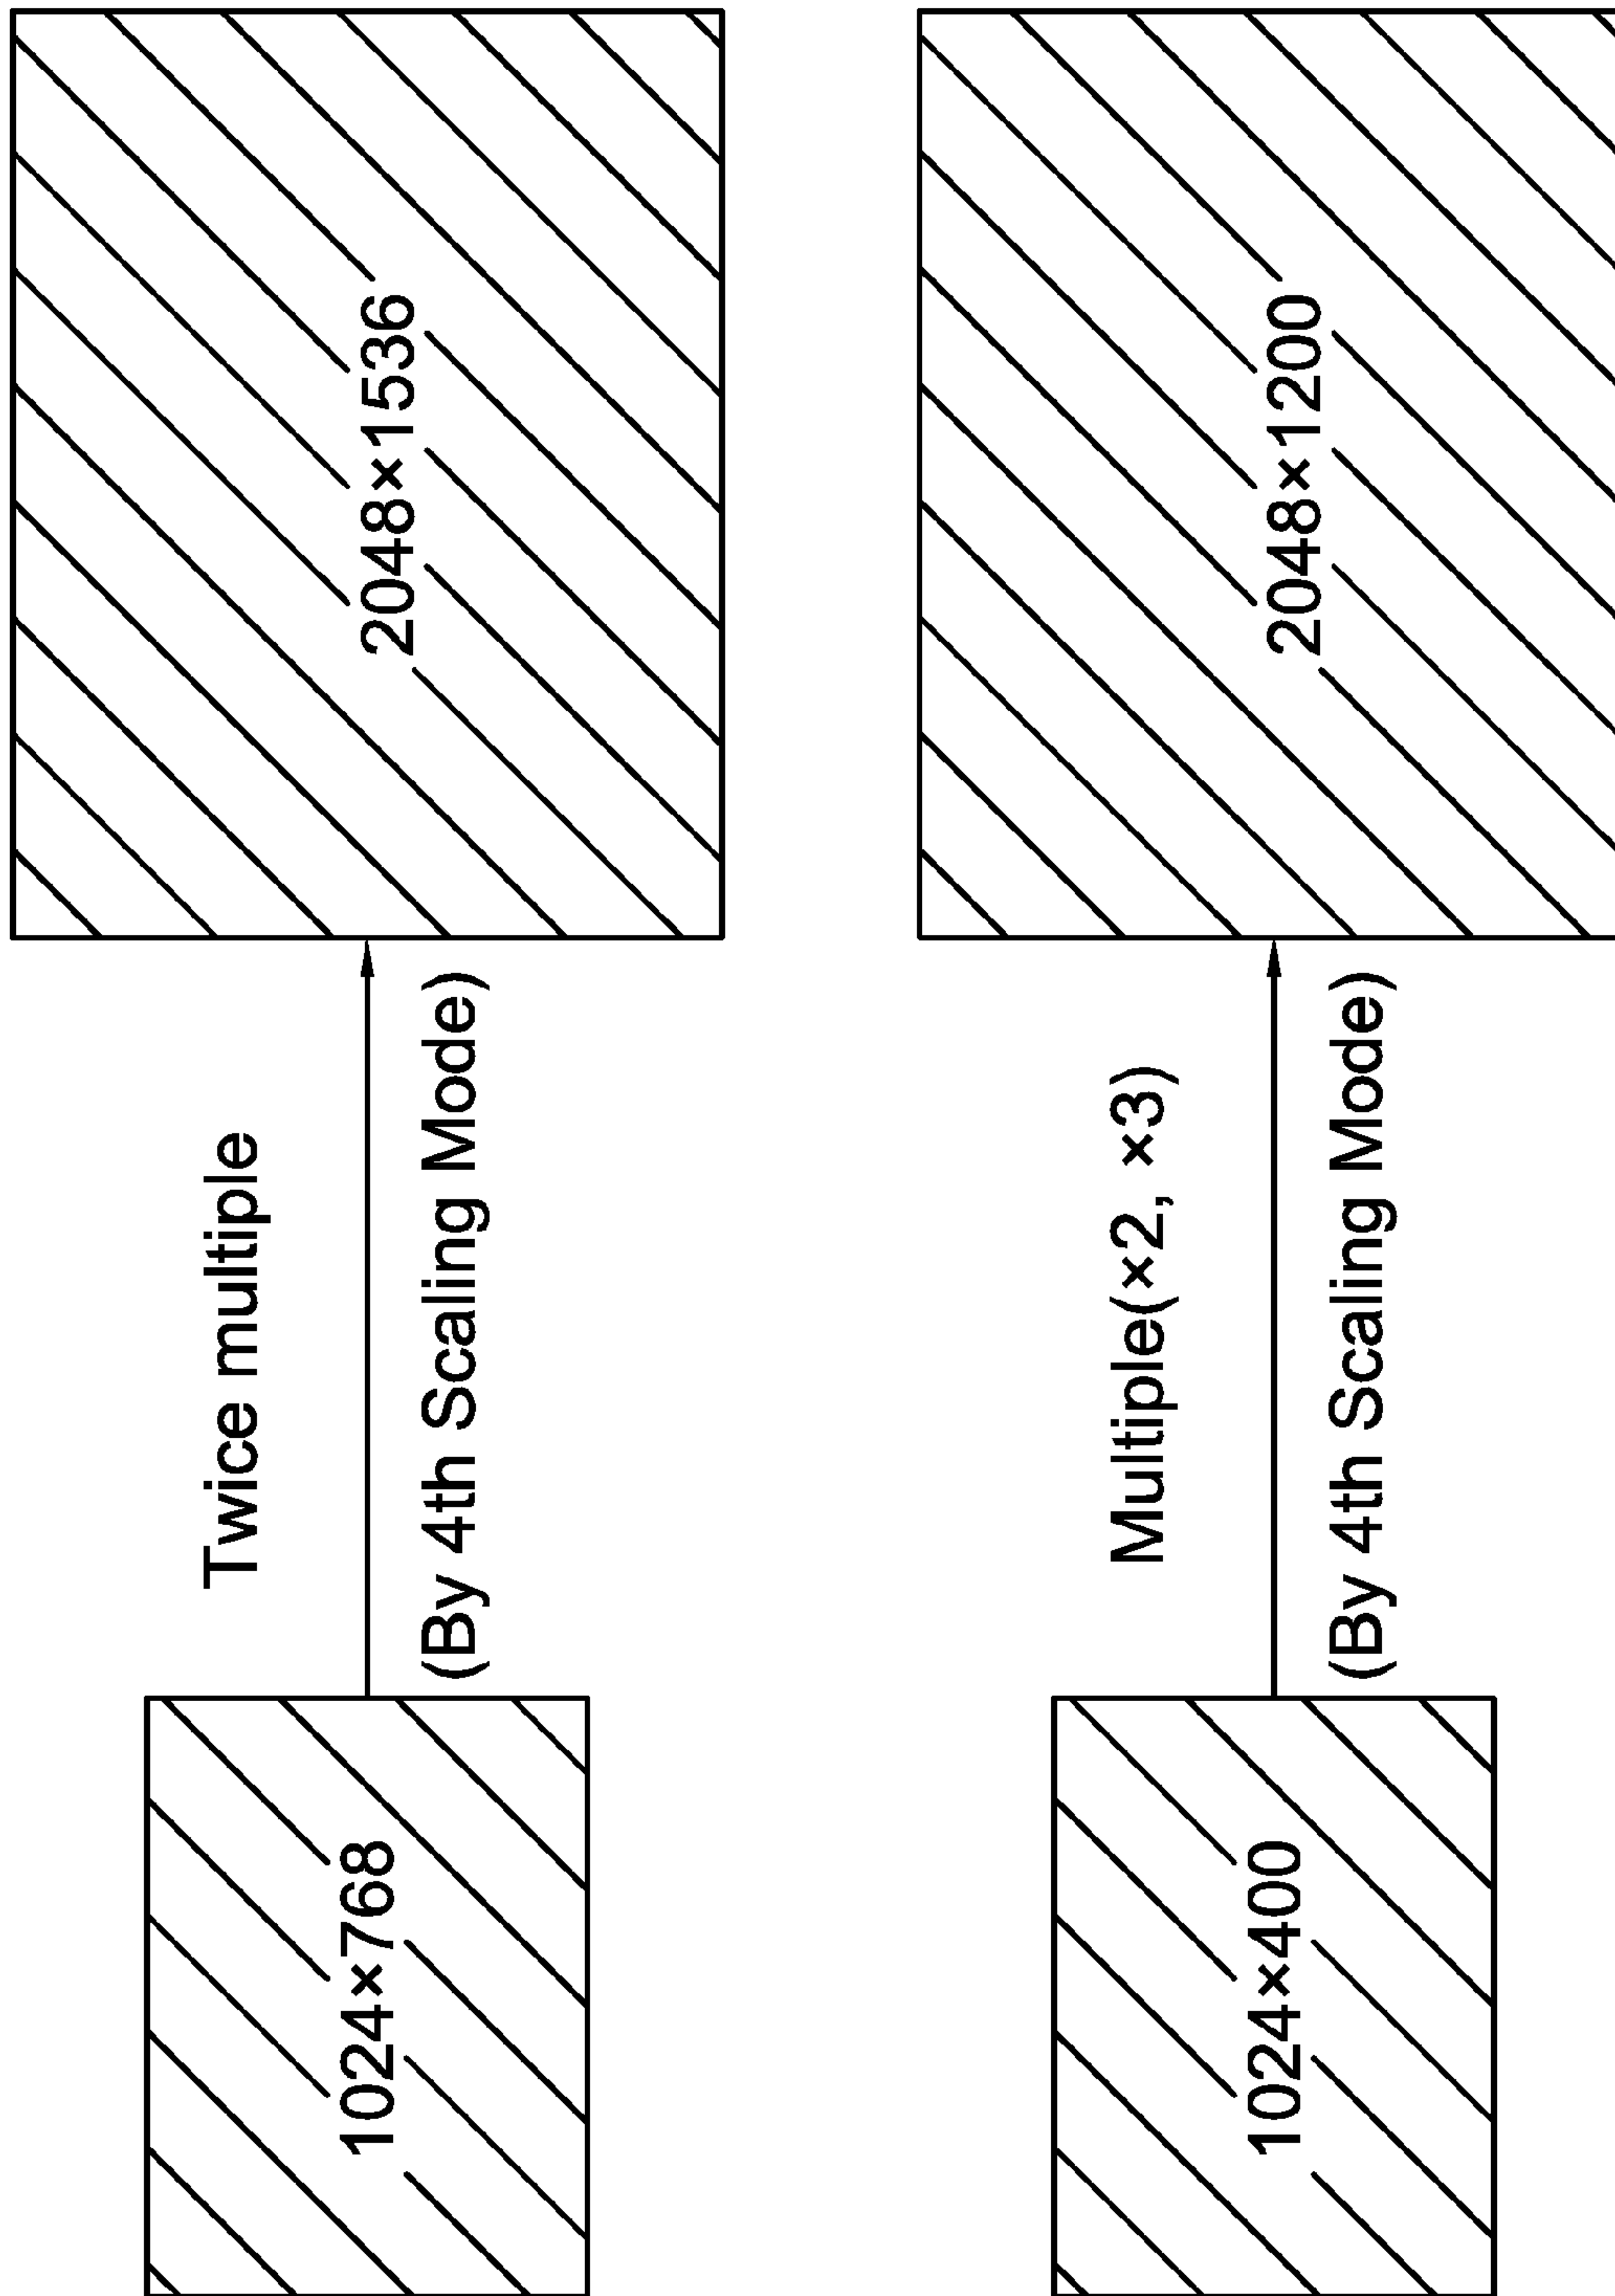 1024×768
Twice multiple
(By 4th Scaling Mode)
2048×1536
1024×400
Multiple(×2, ×3)
(By 4th Scaling Mode)
2048×1200